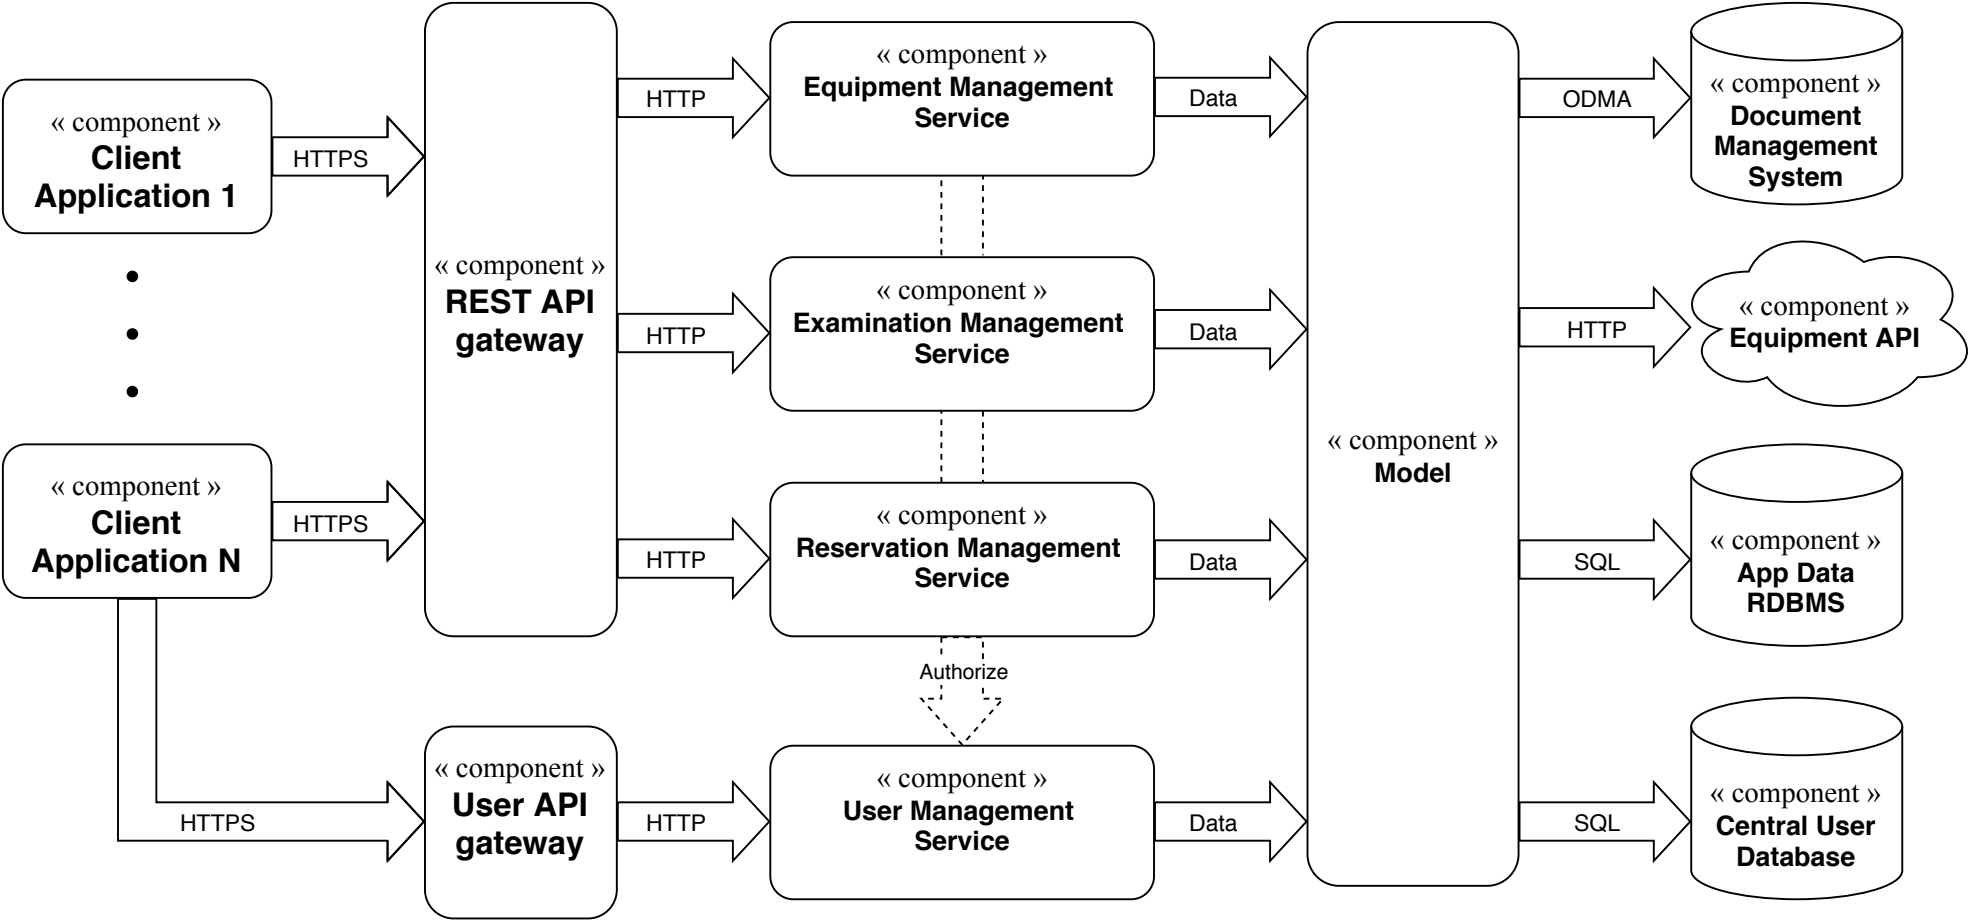 « component »
Client
Application 1
HTTPS
« component »
Client
Application N
HTTPS
HTTPS
« component »
REST API
gateway
« component »
User API
gateway
HTTP
HTTP
HTTP
HTTP
« component »
Equipment Management
Service
« component »
Examination Management
Service
« component »
Reservation Management
Service
Authorize
« component »
User Management
Service
Data
Data
Data
Data
« component »
Model
ODMA
HTTP
SQL
SQL
« component »
Document
Management
System
« component »
Equipment API
« component »
App Data
RDBMS
« component »
Central User
Database